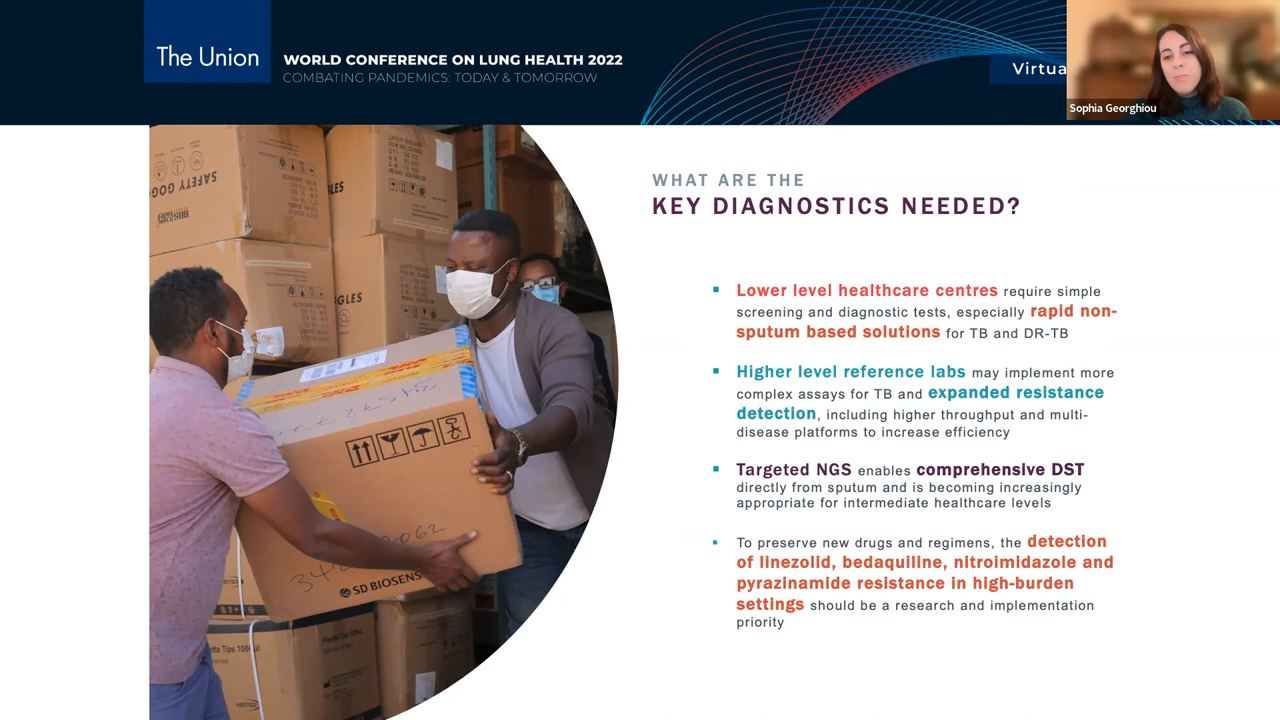 The Union
WORLD CONFERENCE ON LUNG HEALTH 2022
COMBATING PANDEMICS: TODAY & TOMORROW
Virtua
Sophia Georghiou
WHAT ARE THE
KEY DIAGNOSTICS NEEDED?
Lower level healthcare centres require simple
screening and diagnostic tests, especially rapid non-
sputum based solutions for TB and DR-TB
Higher level reference labs may implement more
complex assays for TB and expanded resistance
detection, including higher throughput and multi-
disease platforms to increase efficiency
Targeted NGS enables comprehensive DST
directly from sputum and is becoming increasingly
appropriate for intermediate healthcare levels
To preserve new drugs and regimens, the detection
of linezolid, bedaquiline, nitroimidazole and
pyrazinamide resistance in high-burden
settings should be a research and implementation
priority
SAFETY GOG
GLES
SD BIOSENS